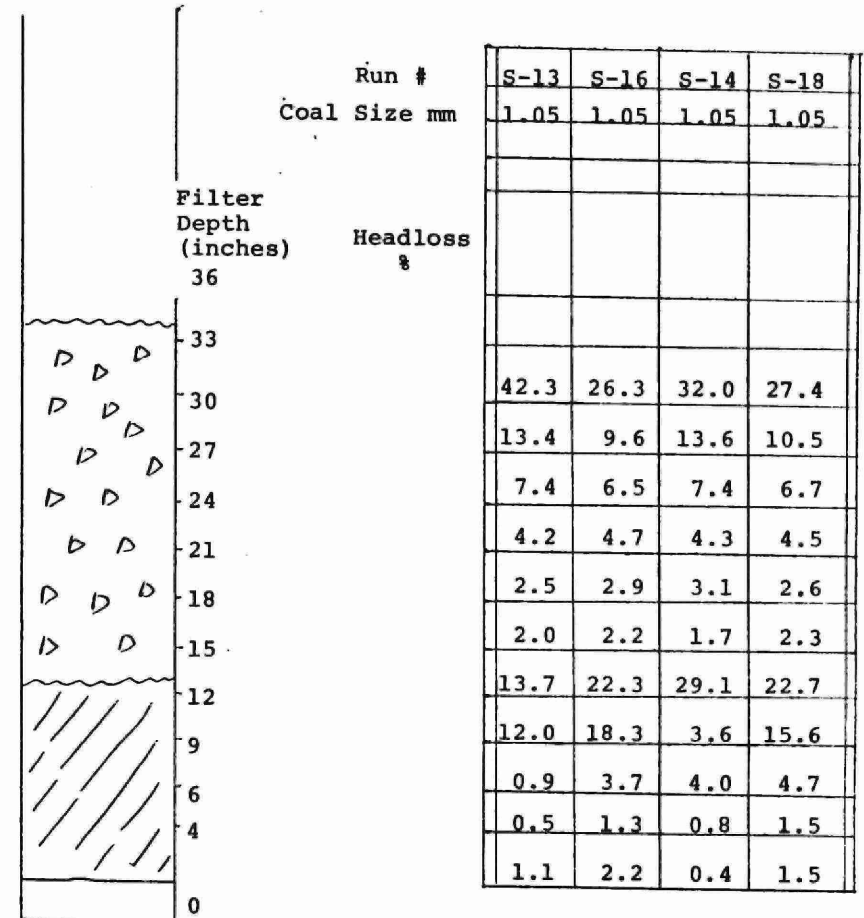 Run # S-13 S-16 S-14 S-18
Coal Size mm 1.05 1.05 1.05 1.05
Filter
Depth
(inches)
Headloss
%
36
33
30 42.3 26.3 32.0 27.4
27 13.4 9.6 13.6 10.5
24 7.4 6.5 7.4 6.7
21 4.2 4.7 4.3 4.5
18 2.5 2.9 3.1 2.6
15 2.0 2.2 1.7 2.3
12 13.7 22.3 29.1 22.7
9 12.0 18.3 3.6 15.6
6 0.9 3.7 4.0 4.7
4 0.5 1.3 0.8 1.5
1.1 2.2 0.4 1.5
0